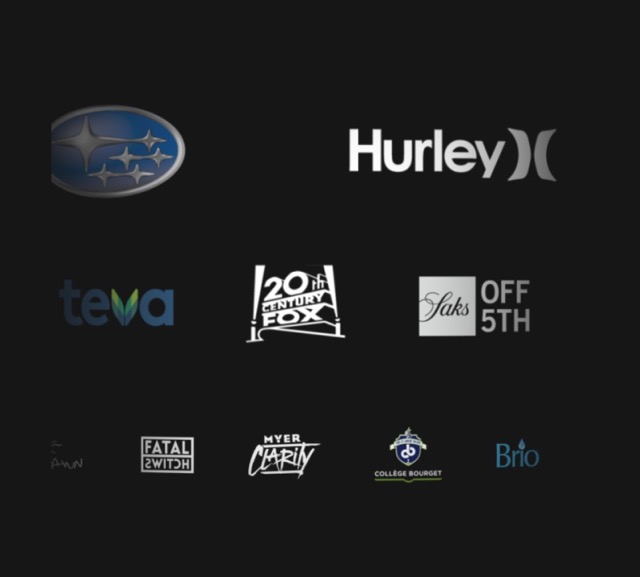 Hurley
teva
20th
CENTURY
FOX
Saks
OFF
5TH
FATAL
SWITCH
MYER
CLARITY
COLLÈGE BOURGET
Brio